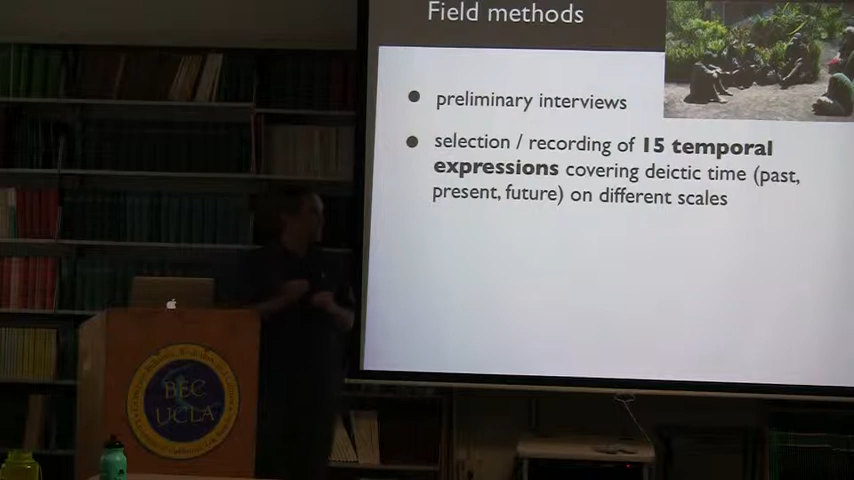 Field methods
preliminary interviews
selection / recording of 15 temporal
expressions covering deictic time (past,
present, future) on different scales
BEC
UCLA